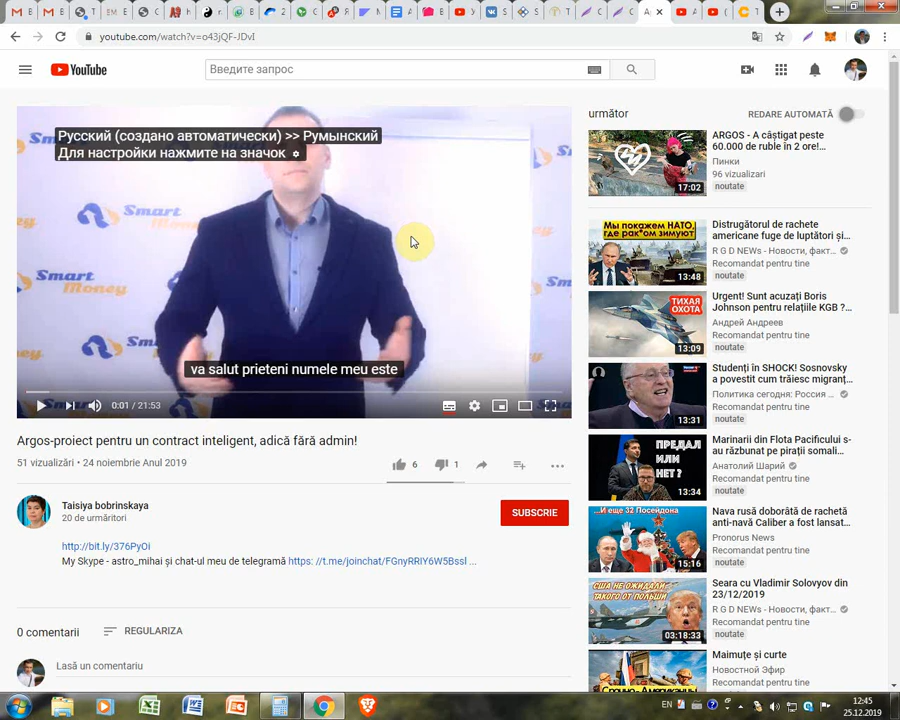 youtube.com/watch?v=o43jQF-JDvI
YouTube
Введите запрос
Русский (создано автоматически) >> Румынский
Для настройки нажмите на значок
Smart Money
Smart
Smart Money
va salut prieteni numele meu este
0:01 / 21:53
Argos-proiect pentru un contract inteligent, adică fără admin!
51 vizualizări • 24 noiembrie Anul 2019
6
1
Taisiya bobrinskaya
20 de urmăritori
SUBSCRIE
http://bit.ly/376PyOi
My Skype - astro_mihai și chat-ul meu de telegramă https: //t.me/joinchat/FGnyRRIY6W5BssI ...
0 comentarii
REGULARIZA
Lasă un comentariu
următor
REDARE AUTOMATĂ
ARGOS - A câștigat peste
60.000 de ruble în 2 ore!...
Пинки
96 vizualizari
noutate
17:02
Мы покажем НАТО,
где рак*ом зимуют
13:48
Distrugătorul de rachete
americane fuge de luptători și...
R G D NEWs - Новости, факт...
Recomandat pentru tine
noutate
ТИХАЯ
ОХОТА
13:09
Urgent! Sunt acuzați Boris
Johnson pentru relațiile KGB ?...
Андрей Андреев
Recomandat pentru tine
noutate
13:31
Studenți în SHOCK! Sosnovsky
a povestit cum trăiesc migranț...
Политика сегодня: Россия ...
Recomandat pentru tine
noutate
ПРЕДАЛ
ИЛИ
НЕТ?
13:34
Marinarii din Flota Pacificului s-
au răzbunat pe pirații somali...
Анатолий Шарий
Recomandat pentru tine
noutate
...И еще 32 Посейдона
15:16
Nava rusă doborâtă de rachetă
anti-navă Caliber a fost lansat...
Pronorus News
Recomandat pentru tine
noutate
США НЕ ОЖИДАЛИ
ТАКОГО ОТ ПОЛЬШИ
03:18:33
Seara cu Vladimir Solovyov din
23/12/2019
R G D NEWs - Новости, факт...
Recomandat pentru tine
noutate
Срочно - Американцы
Maimuțe și curte
Новостной Эфир
Recomandat pentru tine
noutate
EN
12:45
25.12.2019